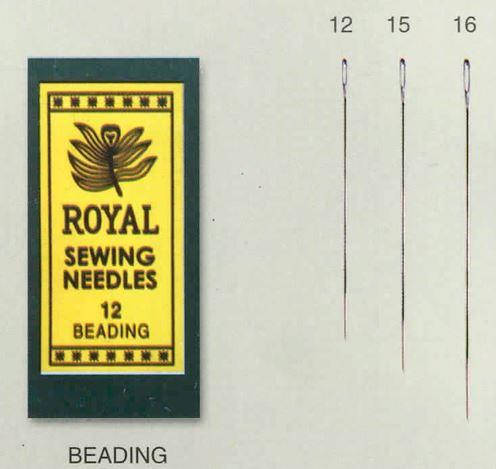 12 15 16
ROYAL
SEWING
NEEDLES
12
BEADING
BEADING